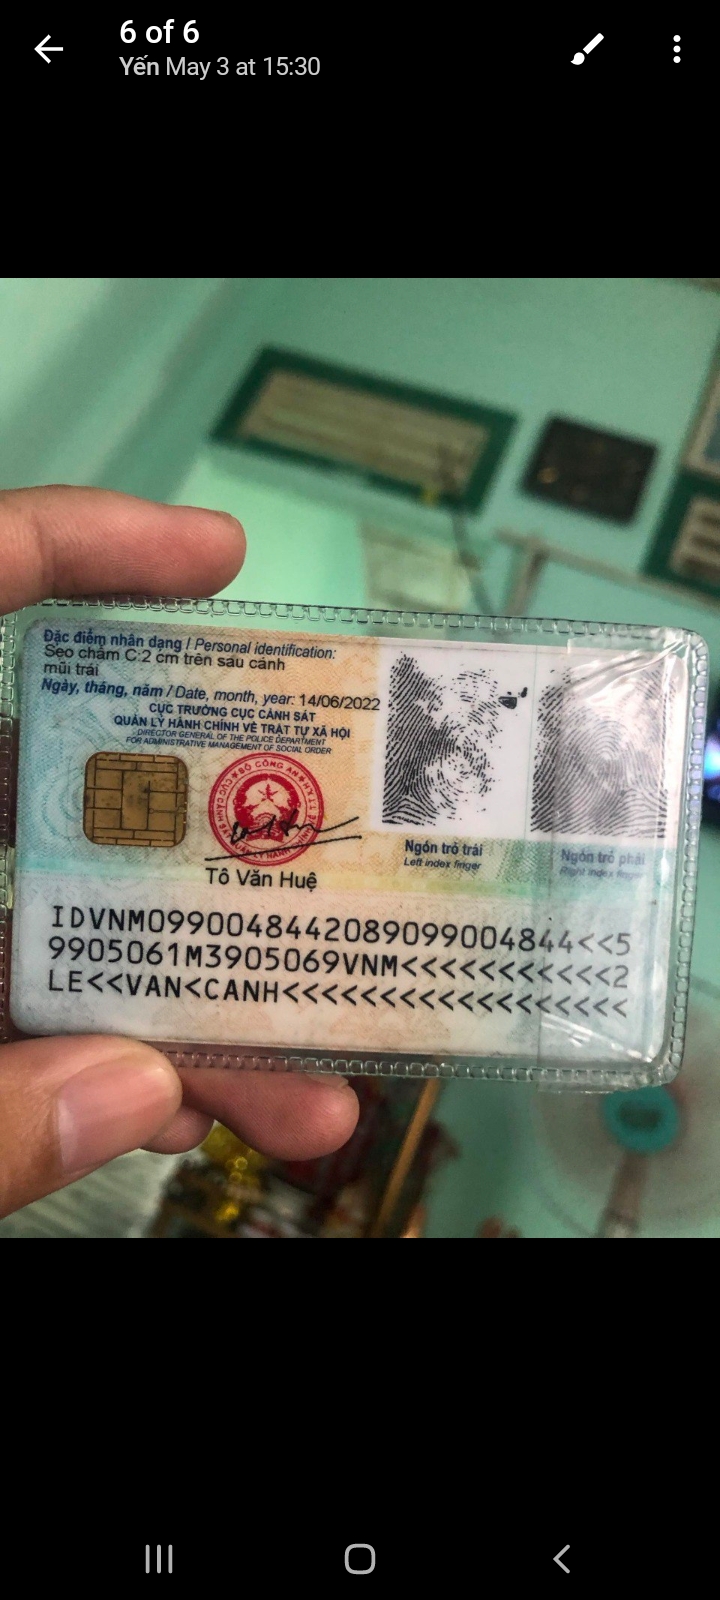 6 of 6
Yến May 3 at 15:30
Đặc điểm nhân dạng / Personal identification:
Sẹo chấm C:2 cm trên sau cánh
mũi trái
Ngày, tháng, năm / Date, month, year: 14/06/2022
CỤC TRƯỞNG CỤC CẢNH SÁT
QUẢN LÝ HÀNH CHÍNH VỀ TRẬT TỰ XÃ HỘI
DIRECTOR GENERAL OF THE POLICE DEPARTMENT
FOR ADMINISTRATIVE MANAGEMENT OF SOCIAL ORDER
BỘ CÔNG AN
Tô Văn Huệ
Ngón trỏ trái
Left index finger
Ngón trỏ phải
Right index finger
IDVNM0990048442089099004844<<5
9905061M3905069VNM<<<<<<<<<<<2
LE<<VAN<CANH<<<<<<<<<<<<<<<<<<